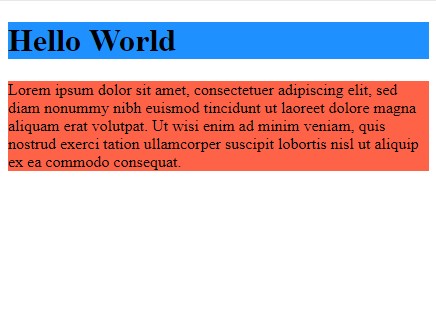 Hello World
Lorem ipsum dolor sit amet, consectetuer adipiscing elit, sed
diam nonummy nibh euismod tincidunt ut laoreet dolore magna
aliquam erat volutpat. Ut wisi enim ad minim veniam, quis
nostrud exerci tation ullamcorper suscipit lobortis nisl ut aliquip
ex ea commodo consequat.